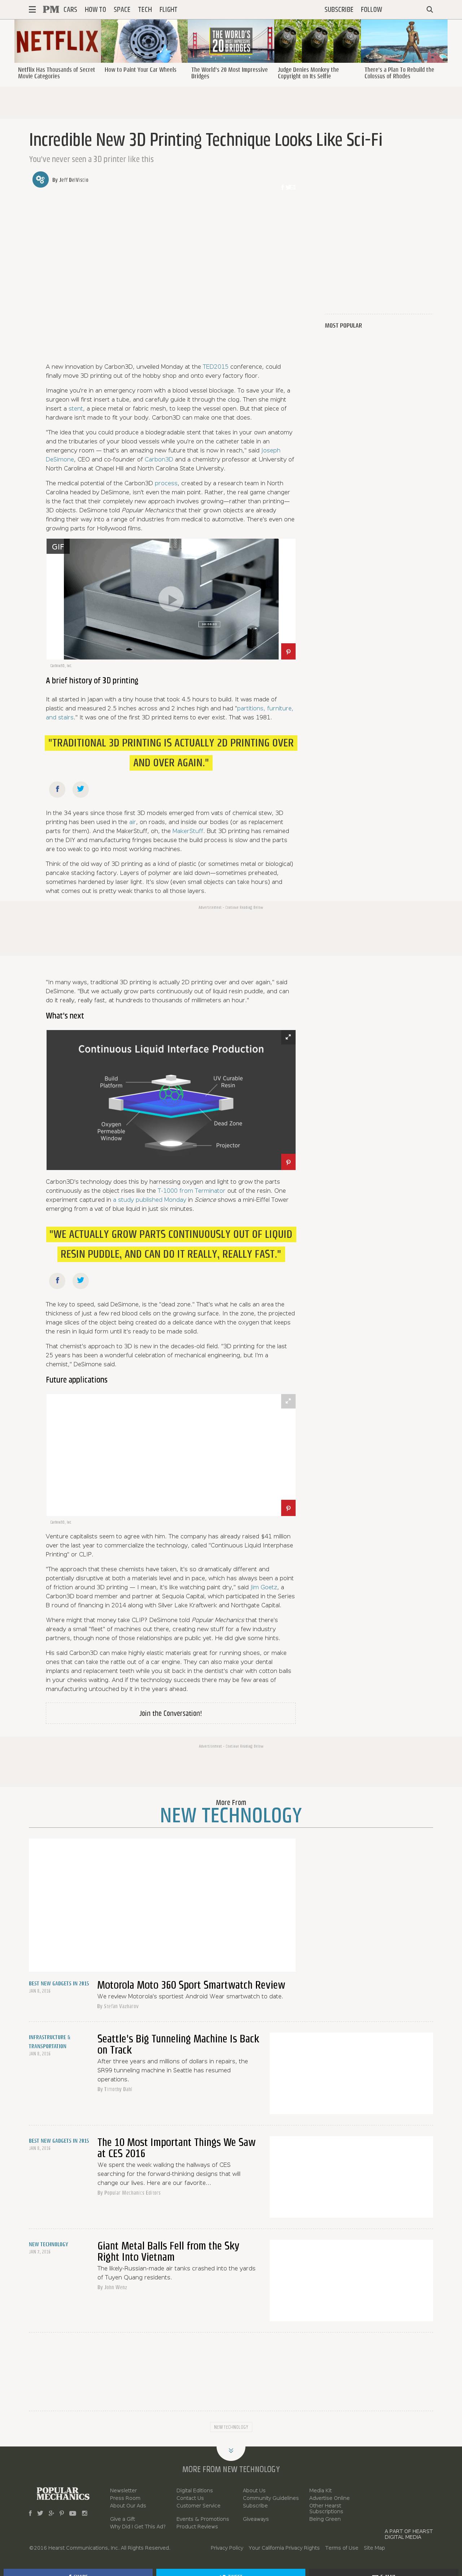 PM CARS HOW TO SPACE TECH FLIGHT SUBSCRIBE FOLLOW
NETFLIX
THE WORLD'S
20 MOST IMPRESSIVE
BRIDGES
Netflix Has Thousands of Secret
Movie Categories
How to Paint Your Car Wheels
The World's 20 Most Impressive
Bridges
Judge Denies Monkey the
Copyright on Its Selfie
There's a Plan To Rebuild the
Colossus of Rhodes
Incredible New 3D Printing Technique Looks Like Sci-Fi
You've never seen a 3D printer like this
By Jeff DelViscio
MOST POPULAR
A new innovation by Carbon3D, unveiled Monday at the TED2015 conference, could
finally move 3D printing out of the hobby shop and onto every factory floor.
Imagine you're in an emergency room with a blood vessel blockage. To save your life, a
surgeon will first insert a tube, and carefully guide it through the clog. Then she might
insert a stent, a piece metal or fabric mesh, to keep the vessel open. But that piece of
hardware isn't made to fit you body. Carbon3D can make one that does.
"The idea that you could produce a biodegradable stent that takes in your own anatomy
and the tributaries of your blood vessels while you're on the catheter table in an
emergency room — that's an amazing new future that is now in reach," said Joseph
DeSimone, CEO and co-founder of Carbon3D and a chemistry professor at University of
North Carolina at Chapel Hill and North Carolina State University.
The medical potential of the Carbon3D process, created by a research team in North
Carolina headed by DeSimone, isn't even the main point. Rather, the real game changer
is the fact that their completely new approach involves growing—rather than printing—
3D objects. DeSimone told Popular Mechanics that their grown objects are already
finding their way into a range of industries from medical to automotive. There's even one
growing parts for Hollywood films.
GIF
A brief history of 3D printing
It all started in Japan with a tiny house that took 4.5 hours to build. It was made of
plastic and measured 2.5 inches across and 2 inches high and had "partitions, furniture,
and stairs." It was one of the first 3D printed items to ever exist. That was 1981.
"TRADITIONAL 3D PRINTING IS ACTUALLY 2D PRINTING OVER
AND OVER AGAIN."
In the 34 years since those first 3D models emerged from vats of chemical stew, 3D
printing has been used in the air, on roads, and inside our bodies (or as replacement
parts for them). And the MakerStuff, oh, the MakerStuff. But 3D printing has remained
on the DIY and manufacturing fringes because the build process is slow and the parts
are too weak to go into most working machines.
Think of the old way of 3D printing as a kind of plastic (or sometimes metal or biological)
pancake stacking factory. Layers of polymer are laid down—sometimes preheated,
sometimes hardened by laser light. It's slow (even small objects can take hours) and
what comes out is pretty weak thanks to all those layers.
Advertisement - Continue Reading Below
"In many ways, traditional 3D printing is actually 2D printing over and over again," said
DeSimone. "But we actually grow parts continuously out of liquid resin puddle, and can
do it really, really fast, at hundreds to thousands of millimeters an hour."
What's next
Continuous Liquid Interface Production
Build
Platform
UV Curable
Resin
Oxygen
Permeable
Window
Dead Zone
Projector
Carbon3D's technology does this by harnessing oxygen and light to grow the parts
continuously as the object rises like the T-1000 from Terminator out of the resin. One
experiment captured in a study published Monday in Science shows a mini-Eiffel Tower
emerging from a vat of blue liquid in just six minutes.
"WE ACTUALLY GROW PARTS CONTINUOUSLY OUT OF LIQUID
RESIN PUDDLE, AND CAN DO IT REALLY, REALLY FAST."
The key to speed, said DeSimone, is the "dead zone." That's what he calls an area the
thickness of just a few red blood cells on the growing surface. In the zone, the projected
image slices of the object being created do a delicate dance with the oxygen that keeps
the resin in liquid form until it's ready to be made solid.
That chemist's approach to 3D is new in the decades-old field. "3D printing for the last
25 years has been a wonderful celebration of mechanical engineering, but I'm a
chemist," DeSimone said.
Future applications
Venture capitalists seem to agree with him. The company has already raised $41 million
over the last year to commercialize the technology, called "Continuous Liquid Interphase
Printing" or CLIP.
"The approach that these chemists have taken, it's so dramatically different and
potentially disruptive at both a materials level and in pace, which has always been a point
of friction around 3D printing — I mean, it's like watching paint dry," said Jim Goetz, a
Carbon3D board member and partner at Sequoia Capital, which participated in the Series
B round of financing in 2014 along with Silver Lake Kraftwerk and Northgate Capital.
Where might that money take CLIP? DeSimone told Popular Mechanics that there's
already a small "fleet" of machines out there, creating new stuff for a few industry
partners, though none of those relationships are public yet. He did give some hints.
His said Carbon3D can make highly elastic materials great for running shoes, or make
ones that can take the rattle out of a car engine. They can also make your dental
implants and replacement teeth while you sit back in the dentist's chair with cotton balls
in your mouth. And if the technology succeeds there may be few areas of
manufacturing untouched by it in the years ahead.
Join the Conversation!
Advertisement - Continue Reading Below
More From
NEW TECHNOLOGY
BEST NEW GADGETS IN 2015
JAN 8, 2016
Motorola Moto 360 Sport Smartwatch Review
We review Motorola's sportiest Android Wear smartwatch to date.
By Stefan Vazharov
INFRASTRUCTURE &
TRANSPORTATION
JAN 8, 2016
Seattle's Big Tunneling Machine Is Back
on Track
After three years and millions of dollars in repairs, the
SR99 tunneling machine in Seattle has resumed
operations.
By Timothy Dahl
BEST NEW GADGETS IN 2015
JAN 8, 2016
The 10 Most Important Things We Saw
at CES 2016
We spent the week walking the hallways of CES
searching for the forward-thinking designs that will
change our lives. Here are our favorite...
By Popular Mechanics Editors
NEW TECHNOLOGY
JAN 7, 2016
Giant Metal Balls Fell from the Sky
Right Into Vietnam
The likely-Russian-made air tanks crashed into the yards
of Tuyen Quang residents.
By John Wenz
NEW TECHNOLOGY
MORE FROM NEW TECHNOLOGY
POPULAR
MECHANICS
Newsletter
Press Room
About Our Ads
Give a Gift
Why Did I Get This Ad?
Digital Editions
Contact Us
Customer Service
Events & Promotions
Product Reviews
About Us
Community Guidelines
Subscribe
Giveaways
Media Kit
Advertise Online
Other Hearst
Subscriptions
Being Green
A PART OF HEARST
DIGITAL MEDIA
©2016 Hearst Communications, Inc. All Rights Reserved.
Privacy Policy Your California Privacy Rights Terms of Use Site Map